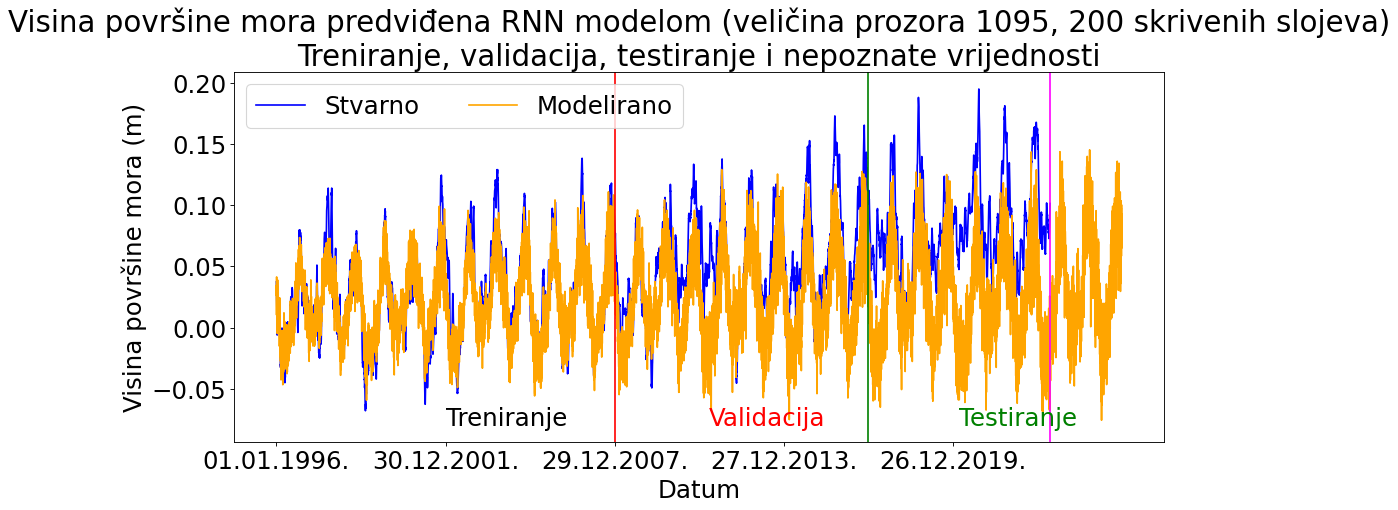 Visina površine mora predviđena RNN modelom (veličina prozora 1095, 200 skrivenih slojeva)
Treniranje, validacija, testiranje i nepoznate vrijednosti
Stvarno
Modelirano
Visina površine mora (m)
0.20
0.15
0.10
0.05
0.00
−0.05
Treniranje
Validacija
Testiranje
01.01.1996.
30.12.2001.
29.12.2007.
27.12.2013.
26.12.2019.
Datum